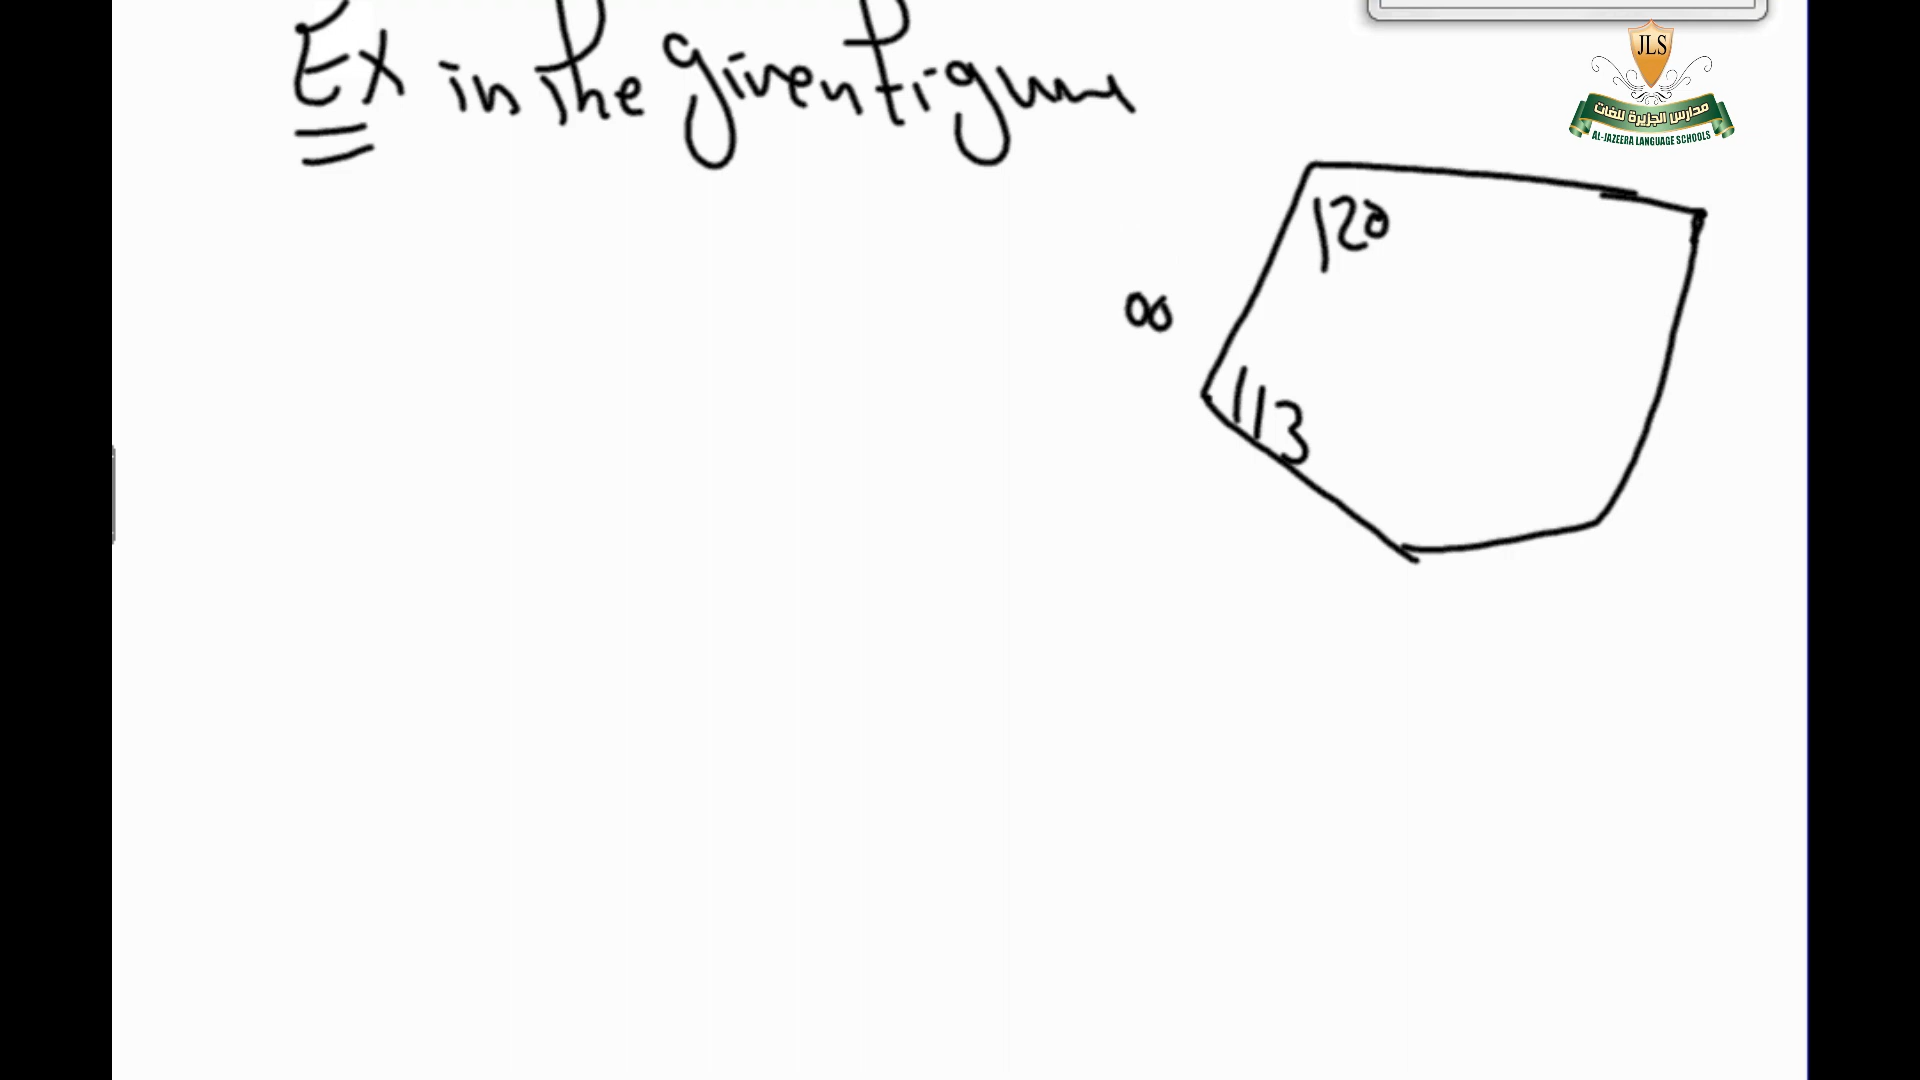 Ex in the given figure
JLS
مدارس الجزيرة للغات
AL-JAZEERA LANGUAGE SCHOOLS
120
113